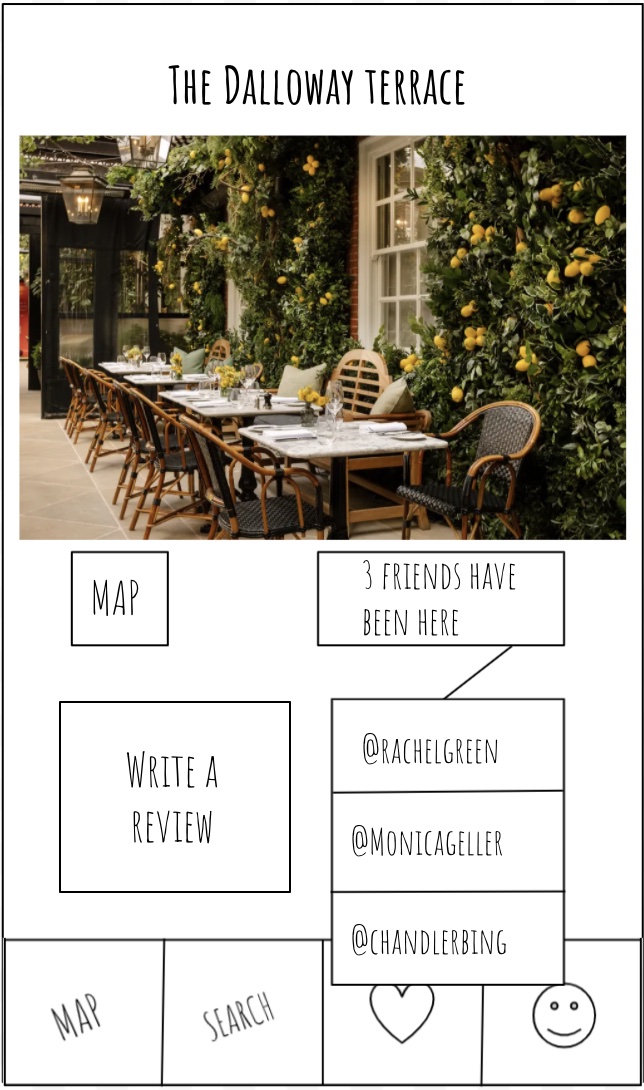 The Dalloway terrace
MAP
3 friends have
been here
Write a
review
@rachelgreen
@Monicageller
@chandlerbing
MAP
SEARCH